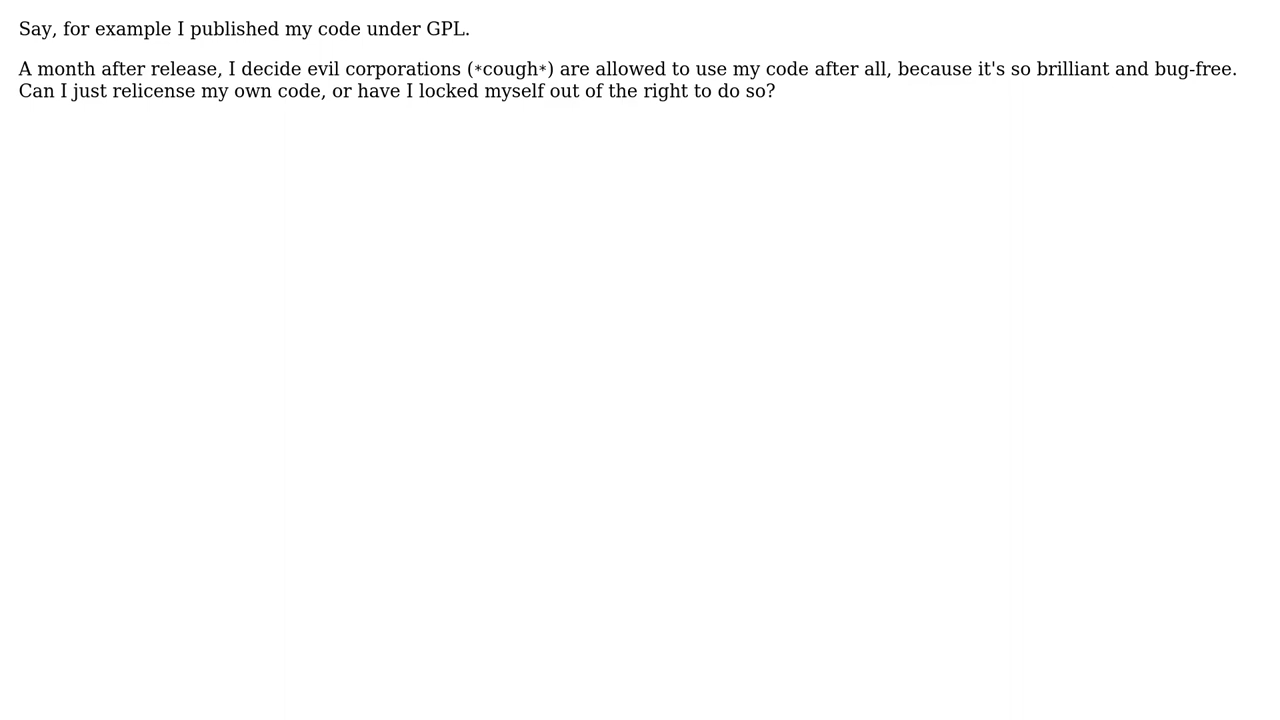 Say, for example I published my code under GPL.
A month after release, I decide evil corporations (*cough*) are allowed to use my code after all, because it's so brilliant and bug-free.
Can I just relicense my own code, or have I locked myself out of the right to do so?